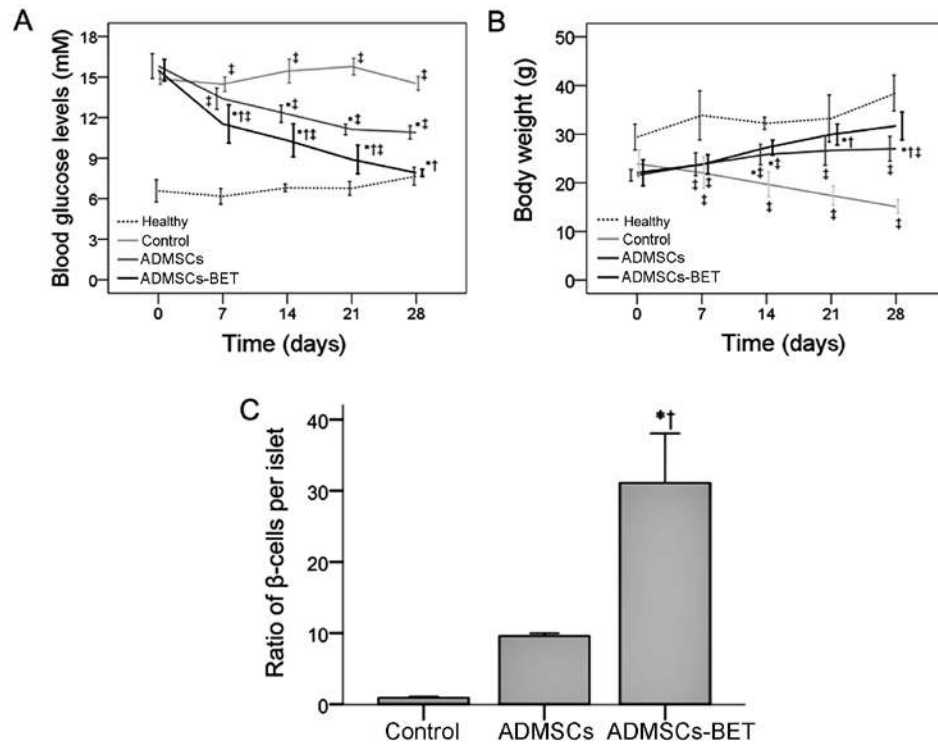 A
Blood glucose levels (mM)
18
15
12
9
6
3
0
‡
‡
‡
‡
‡
*‡
*‡
*‡
*†‡
*†‡
*†‡
*†
Healthy
Control
ADMSCs
ADMSCs-BET
0 7 14 21 28
Time (days)
B
Body weight (g)
50
40
30
20
10
0
‡
‡
*‡
*‡
*†
*†‡
‡
‡
‡
‡
‡
‡
Healthy
Control
ADMSCs
ADMSCs-BET
0 7 14 21 28
Time (days)
C
Ratio of β-cells per islet
40
30
20
10
0
*†
Control ADMSCs ADMSCs-BET